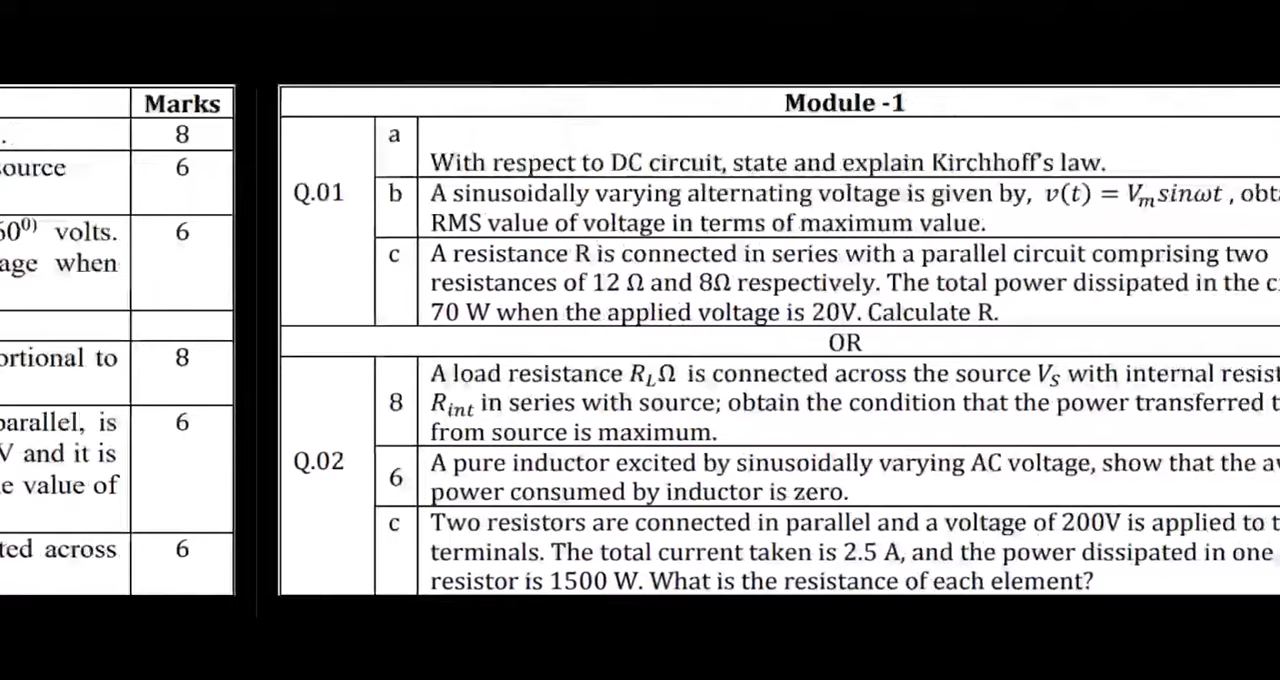 Marks
.
8
ource
6
volts.
6
age when
ortional to
8
parallel, is
6
V and it is
e value of
ted across
6
Module -1
Q.01
a
With respect to DC circuit, state and explain Kirchhoff's law.
b
A sinusoidally varying alternating voltage is given by, v(t) = Vₘsinωt ,
RMS value of voltage in terms of maximum value.
c
A resistance R is connected in series with a parallel circuit comprising two
resistances of 12 Ω and 8Ω respectively. The total power dissipated in the
70 W when the applied voltage is 20V. Calculate R.
OR
Q.02
8
A load resistance R_LΩ is connected across the source V_S with internal
R_int in series with source; obtain the condition that the power transferred
from source is maximum.
6
A pure inductor excited by sinusoidally varying AC voltage, show that the
power consumed by inductor is zero.
c
Two resistors are connected in parallel and a voltage of 200V is applied to
terminals. The total current taken is 2.5 A, and the power dissipated in one
resistor is 1500 W. What is the resistance of each element?